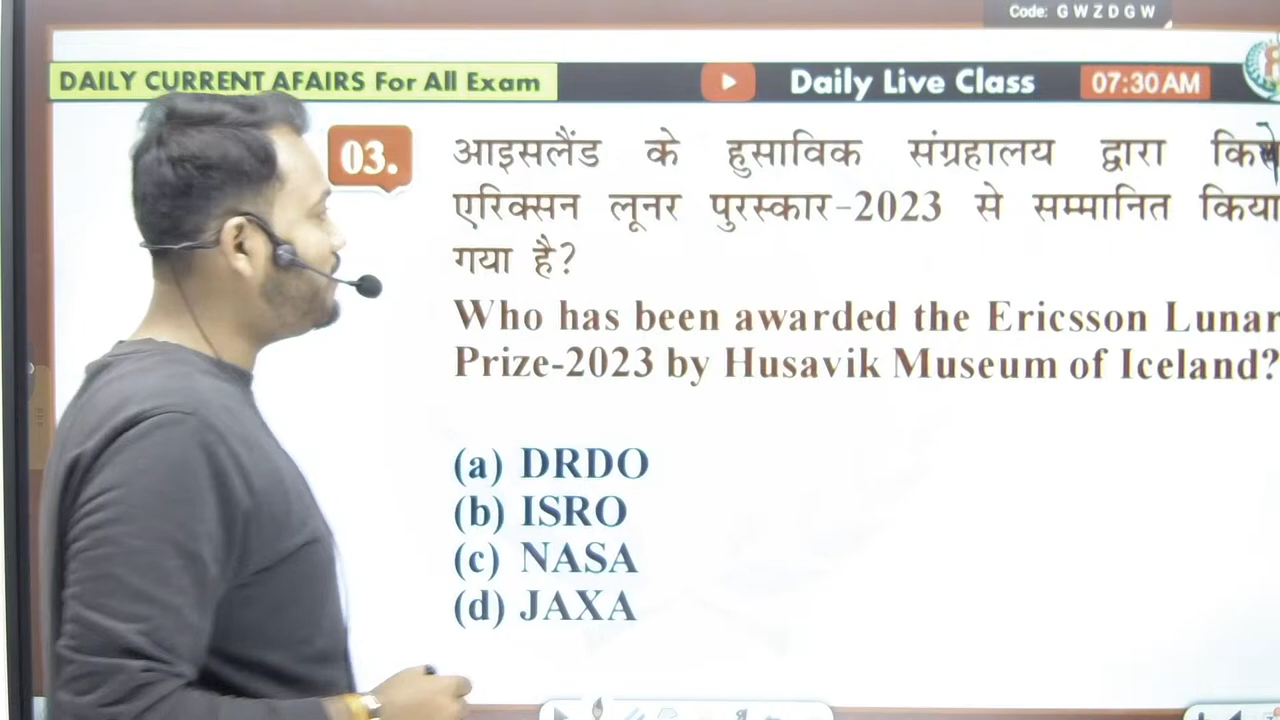 Code: G W Z D G W
DAILY CURRENT AFAIRS For All Exam
Daily Live Class
07:30 AM
03.
आइसलैंड के हुसाविक संग्रहालय द्वारा किसे
एरिक्सन लूनर पुरस्कार-2023 से सम्मानित किया
गया है?
Who has been awarded the Ericsson Lunar
Prize-2023 by Husavik Museum of Iceland?
(a) DRDO
(b) ISRO
(c) NASA
(d) JAXA